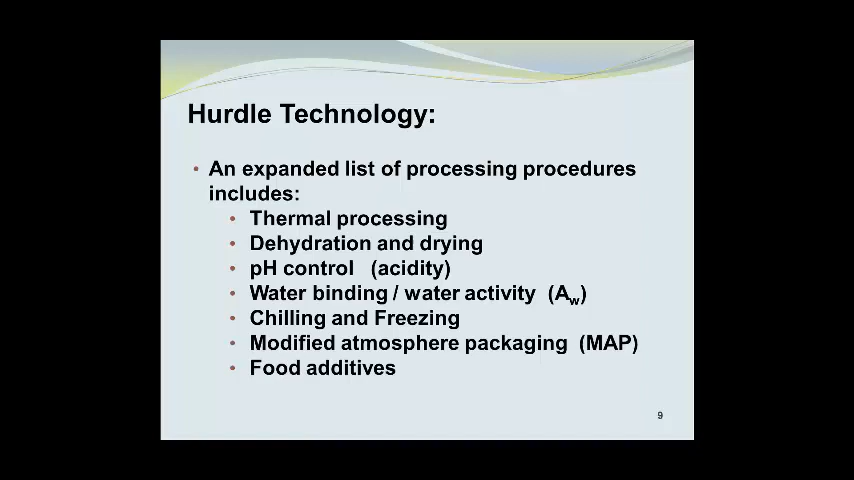 Hurdle Technology:
• An expanded list of processing procedures
includes:
• Thermal processing
• Dehydration and drying
• pH control (acidity)
• Water binding / water activity (Aw)
• Chilling and Freezing
• Modified atmosphere packaging (MAP)
• Food additives
9